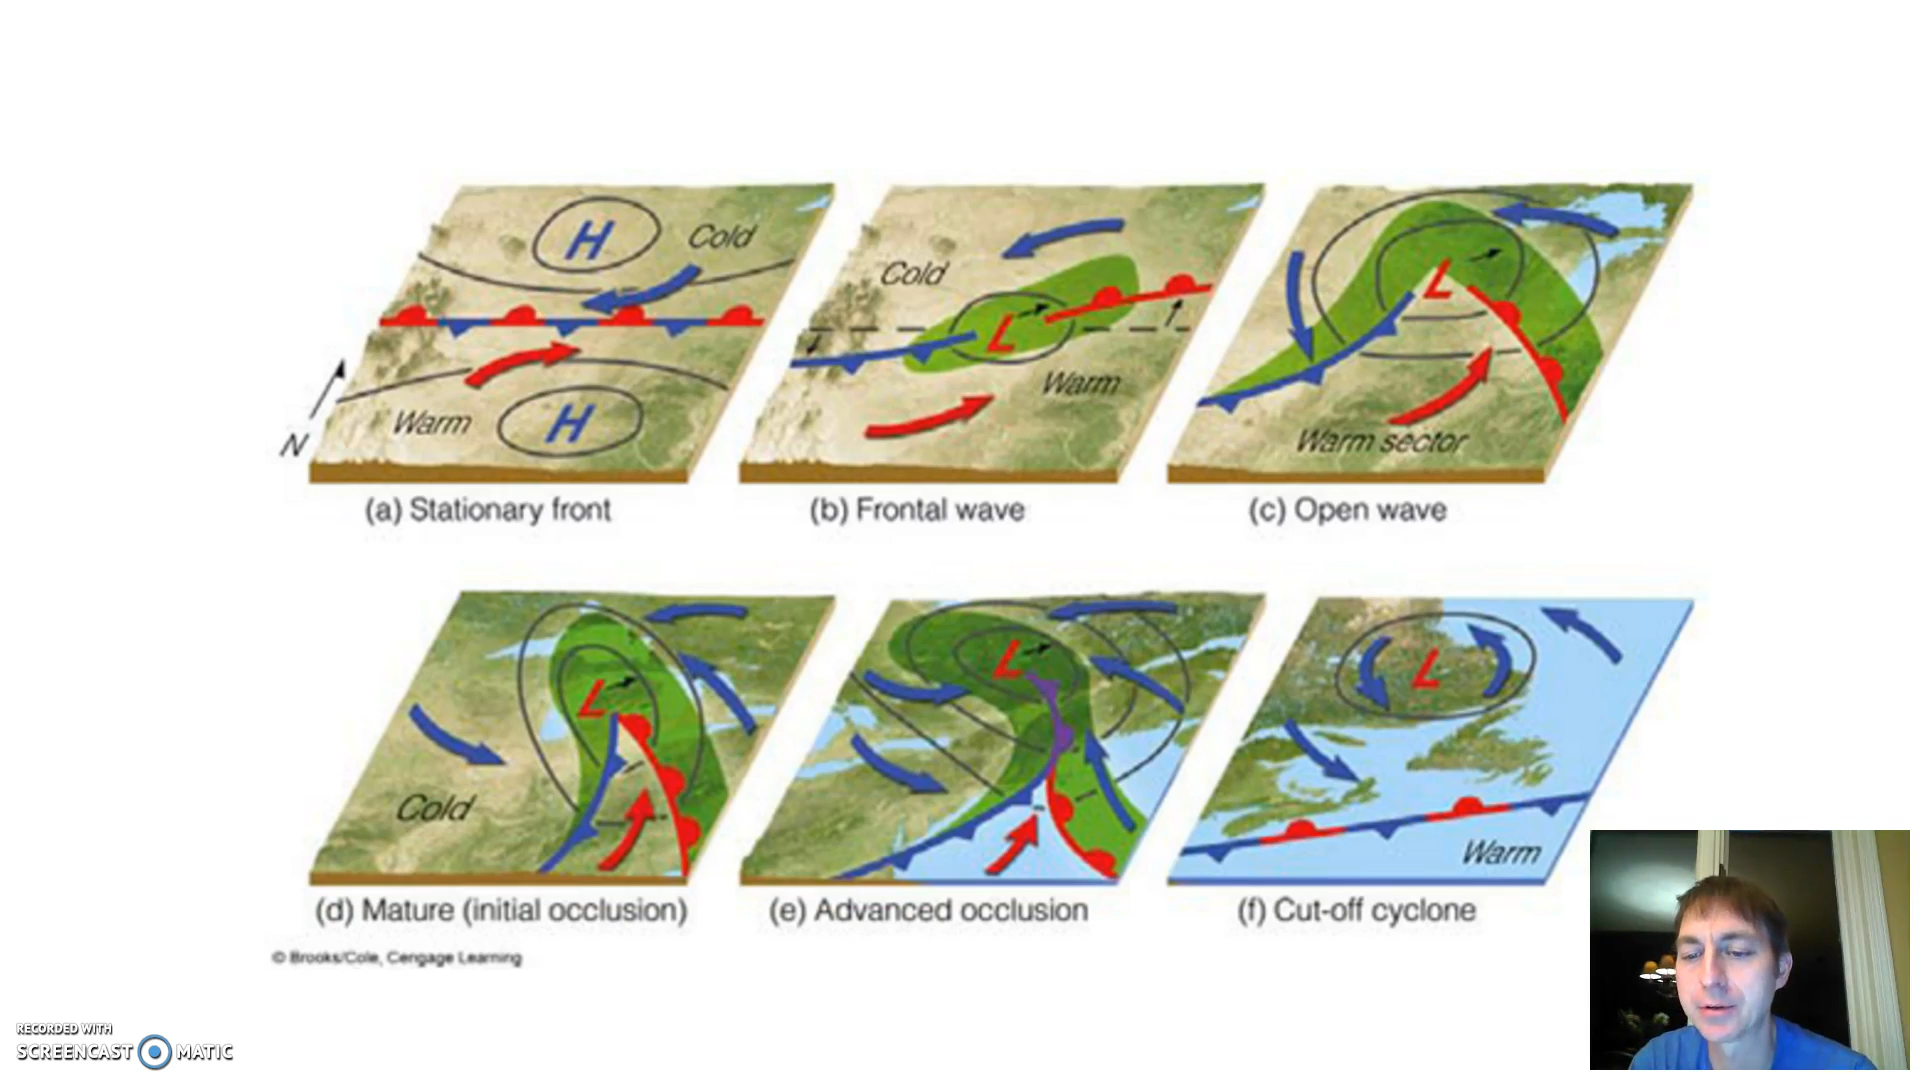 H
Cold
N
Warm
H
(a) Stationary front
Cold
L
Warm
(b) Frontal wave
L
Warm sector
(c) Open wave
L
Cold
(d) Mature (initial occlusion)
L
(e) Advanced occlusion
L
Warm
(f) Cut-off cyclone
© Brooks/Cole, Cengage Learning
RECORDED WITH
SCREENCAST MATIC